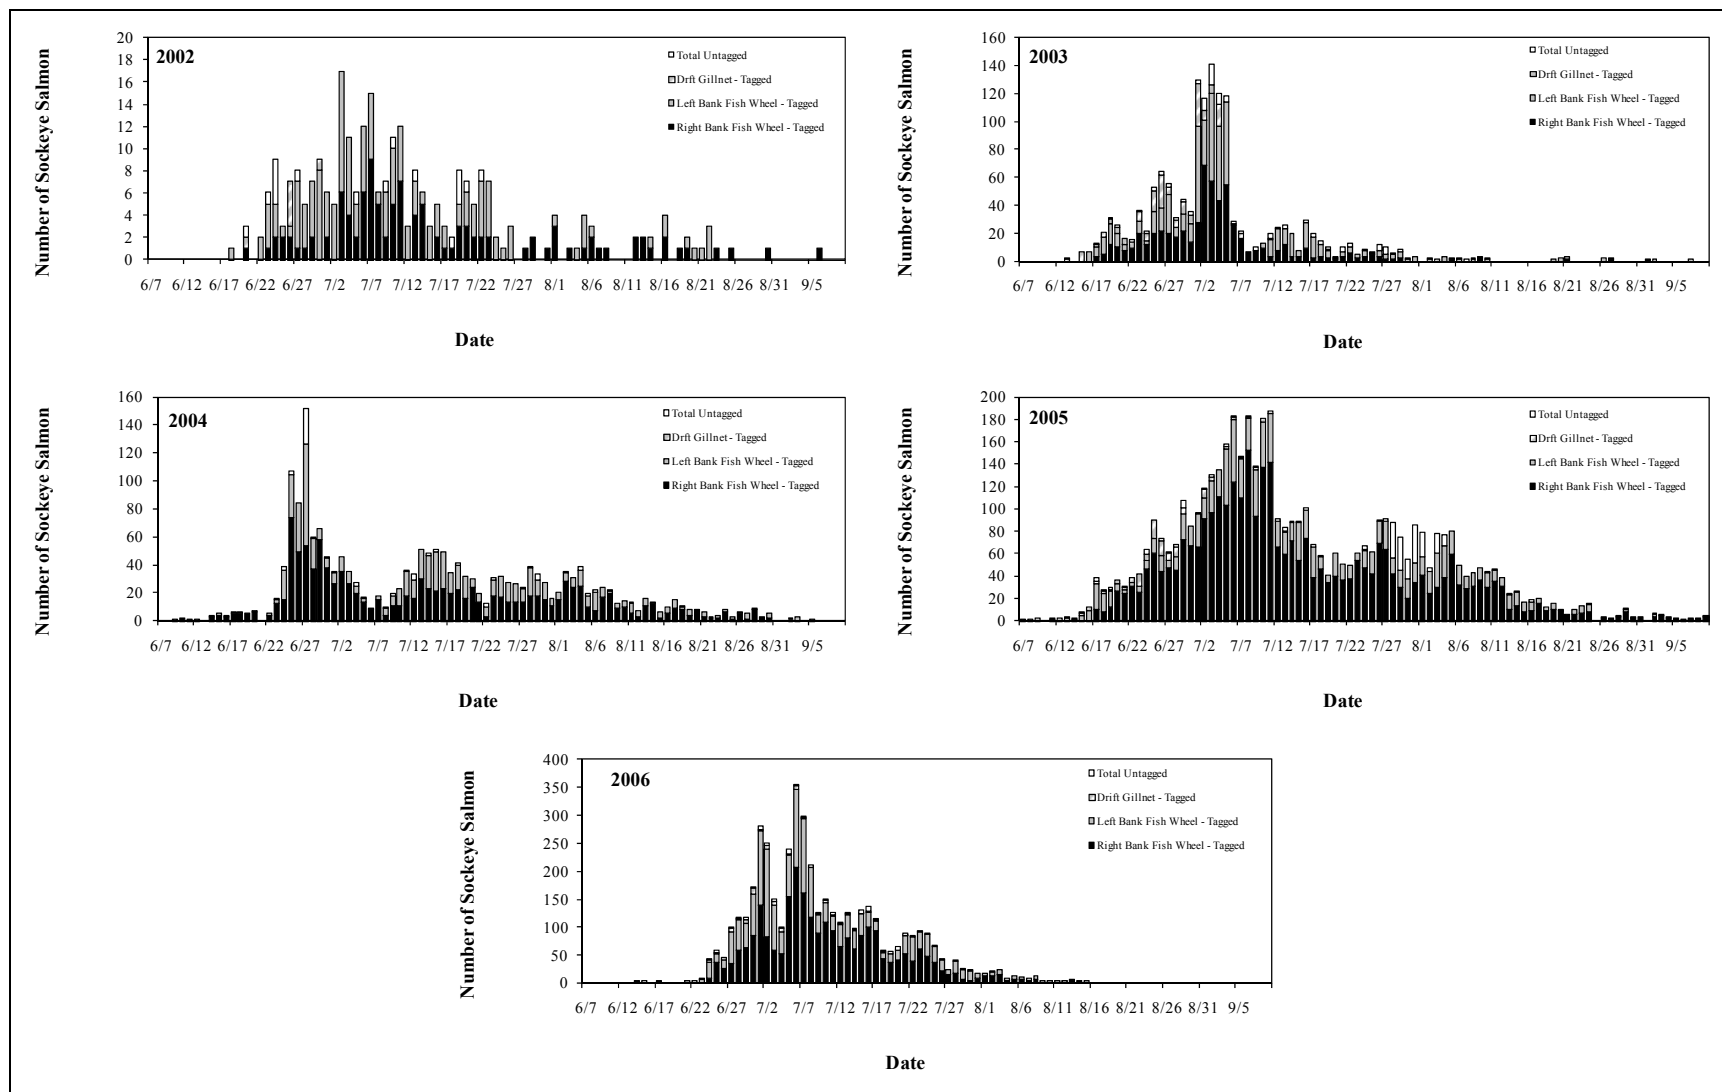 2002
Number of Sockeye Salmon
20
18
16
14
12
10
8
6
4
2
0
Total Untagged
Drft Gillnet - Tagged
Left Bank Fish Wheel - Tagged
Right Bank Fish Wheel - Tagged
6/7 6/12 6/17 6/22 6/27 7/2 7/7 7/12 7/17 7/22 7/27 8/1 8/6 8/11 8/16 8/21 8/26 8/31 9/5
Date
2003
Number of Sockeye Salmon
160
140
120
100
80
60
40
20
0
Total Untagged
Drft Gillnet - Tagged
Left Bank Fish Wheel - Tagged
Right Bank Fish Wheel - Tagged
6/7 6/12 6/17 6/22 6/27 7/2 7/7 7/12 7/17 7/22 7/27 8/1 8/6 8/11 8/16 8/21 8/26 8/31 9/5
Date
2004
Number of Sockeye Salmon
160
140
120
100
80
60
40
20
0
Total Untagged
Drft Gillnet - Tagged
Left Bank Fish Wheel - Tagged
Right Bank Fish Wheel - Tagged
6/7 6/12 6/17 6/22 6/27 7/2 7/7 7/12 7/17 7/22 7/27 8/1 8/6 8/11 8/16 8/21 8/26 8/31 9/5
Date
2005
Number of Sockeye Salmon
200
180
160
140
120
100
80
60
40
20
0
Total Untagged
Drft Gillnet - Tagged
Left Bank Fish Wheel - Tagged
Right Bank Fish Wheel - Tagged
6/7 6/12 6/17 6/22 6/27 7/2 7/7 7/12 7/17 7/22 7/27 8/1 8/6 8/11 8/16 8/21 8/26 8/31 9/5
Date
2006
Number of Sockeye Salmon
400
350
300
250
200
150
100
50
0
Total Untagged
Drift Gillnet - Tagged
Left Bank Fish Wheel - Tagged
Right Bank Fish Wheel - Tagged
6/7 6/12 6/17 6/22 6/27 7/2 7/7 7/12 7/17 7/22 7/27 8/1 8/6 8/11 8/16 8/21 8/26 8/31 9/5
Date